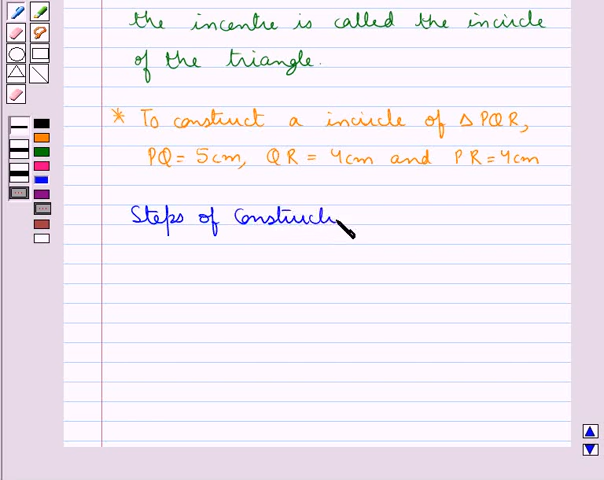 the incentre is called the incircle
of the triangle.
* To construct a incircle of △ PQR,
PQ = 5cm, QR = 4cm and PR = 4cm
Steps of Constructi